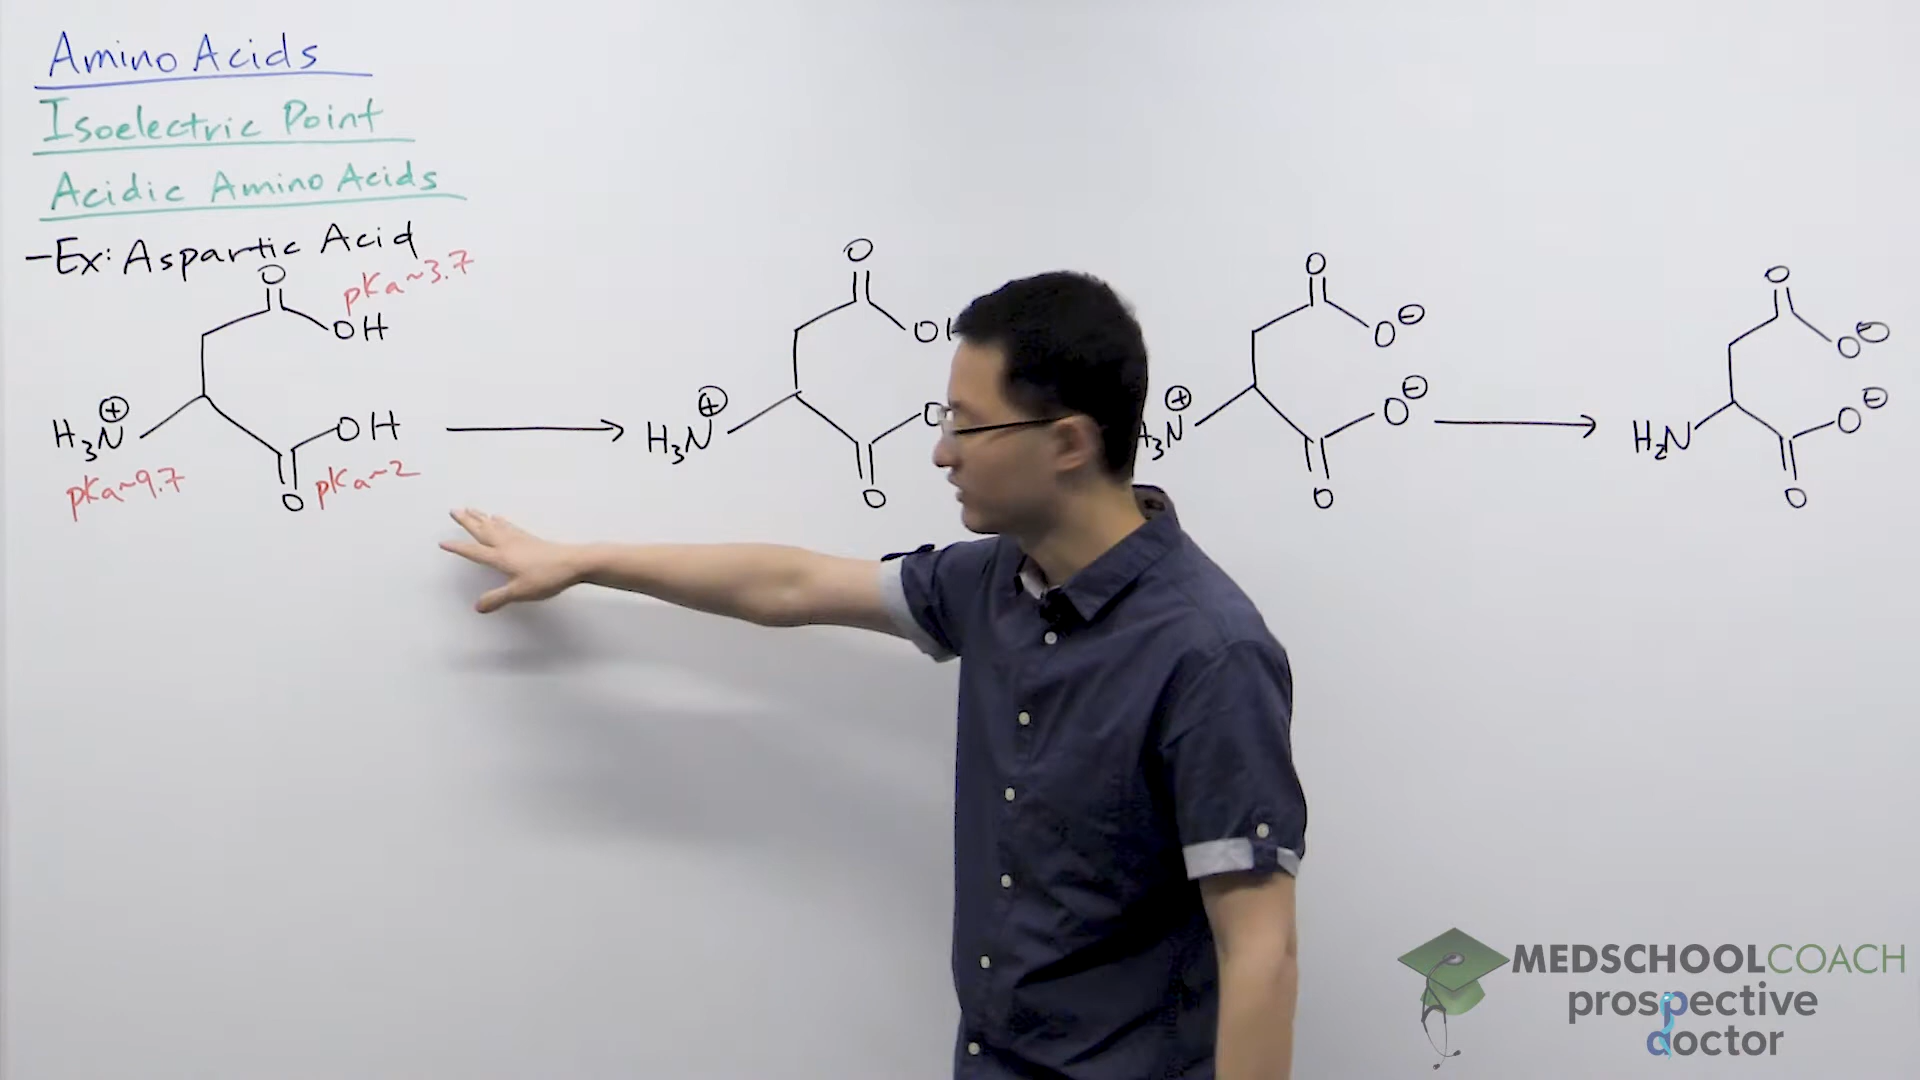 Amino Acids
Isoelectric Point
Acidic Amino Acids
-Ex: Aspartic Acid
O
pKa~3.7
OH
H3N⊕
OH
pKa~9.7
O
pKa~2
O
H3N⊕
O
O
O⊖
⊕
H3N
O⊖
O
O
O⊖
H2N
O⊖
O
MEDSCHOOLCOACH
prospective
doctor